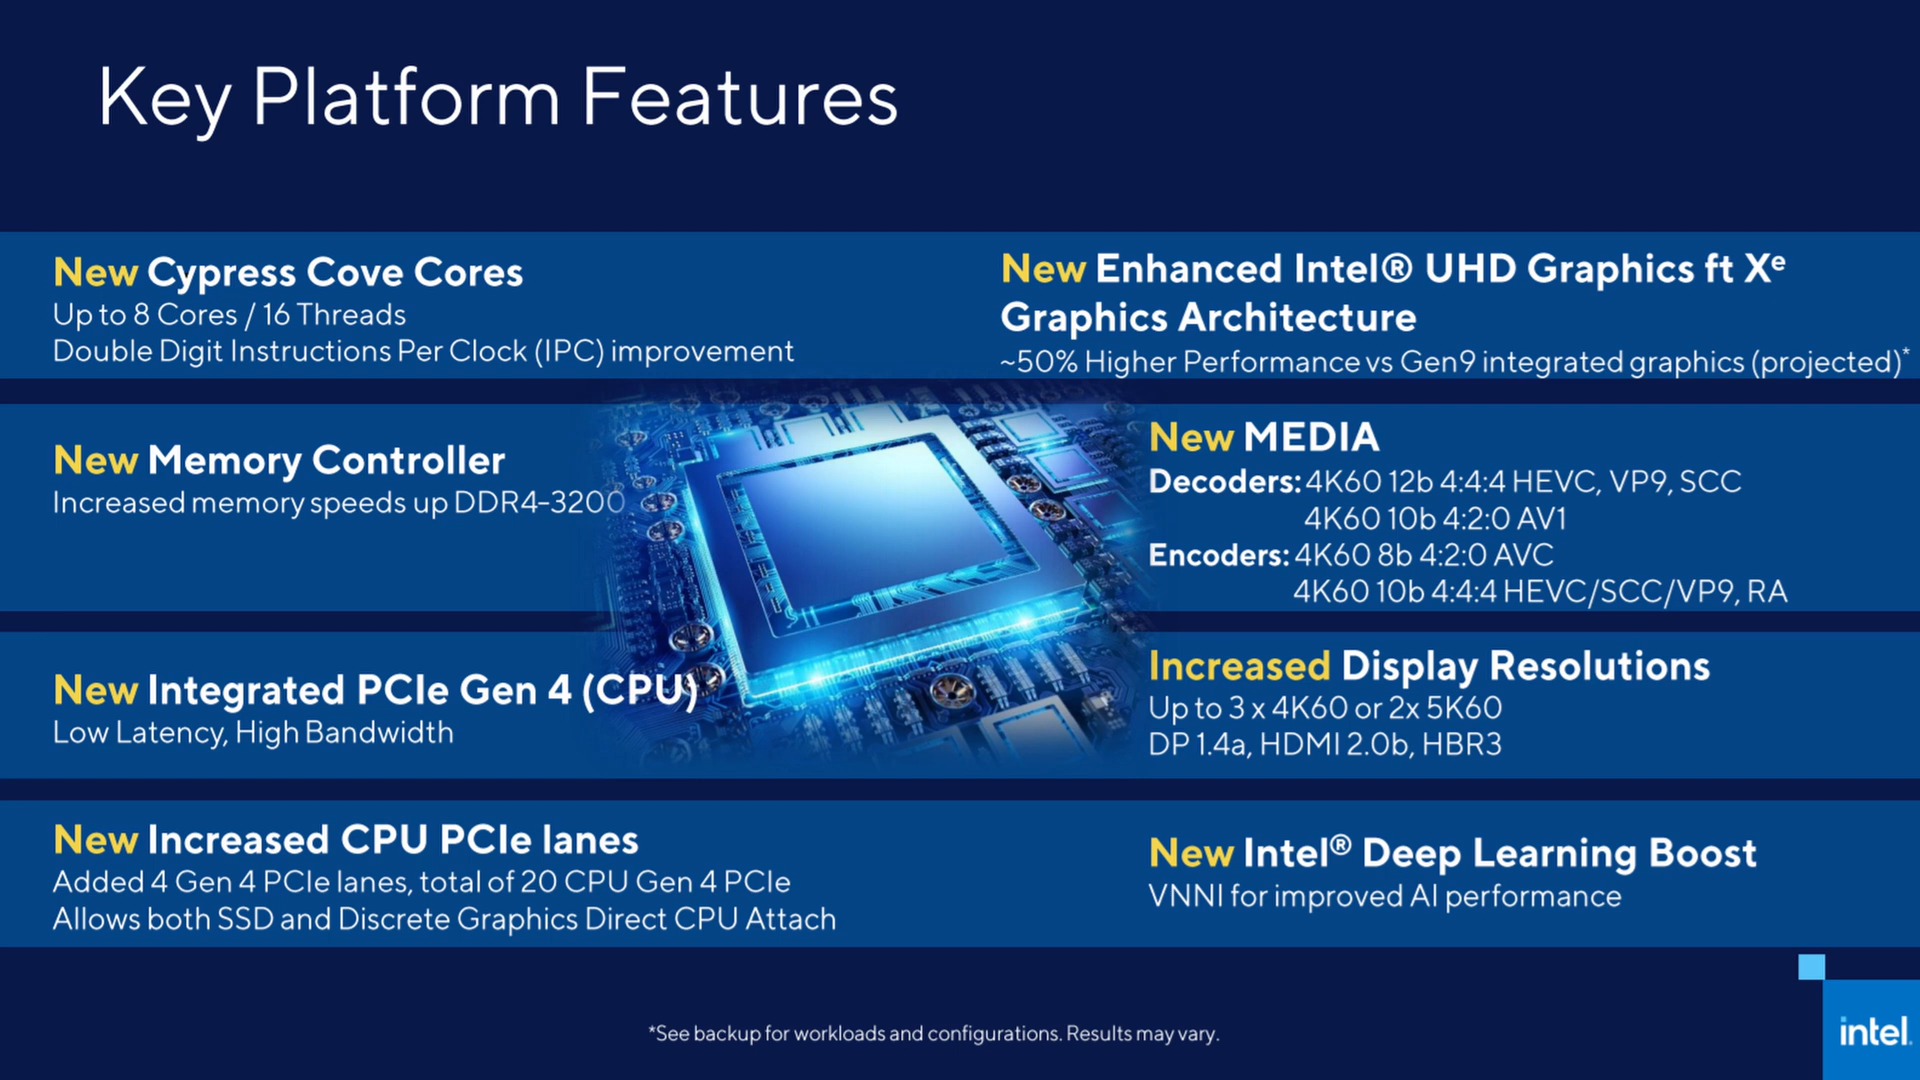 Key Platform Features
New Cypress Cove Cores
Up to 8 Cores / 16 Threads
Double Digit Instructions Per Clock (IPC) improvement
New Memory Controller
Increased memory speeds up DDR4-3200
New Integrated PCIe Gen 4 (CPU)
Low Latency, High Bandwidth
New Increased CPU PCIe lanes
Added 4 Gen 4 PCIe lanes, total of 20 CPU Gen 4 PCIe
Allows both SSD and Discrete Graphics Direct CPU Attach
New Enhanced Intel® UHD Graphics ft Xᵉ
Graphics Architecture
~50% Higher Performance vs Gen9 integrated graphics (projected)*
New MEDIA
Decoders: 4K60 12b 4:4:4 HEVC, VP9, SCC
4K60 10b 4:2:0 AV1
Encoders: 4K60 8b 4:2:0 AVC
4K60 10b 4:4:4 HEVC/SCC/VP9, RA
Increased Display Resolutions
Up to 3 x 4K60 or 2x 5K60
DP 1.4a, HDMI 2.0b, HBR3
New Intel® Deep Learning Boost
VNNI for improved AI performance
*See backup for workloads and configurations. Results may vary.
intel.